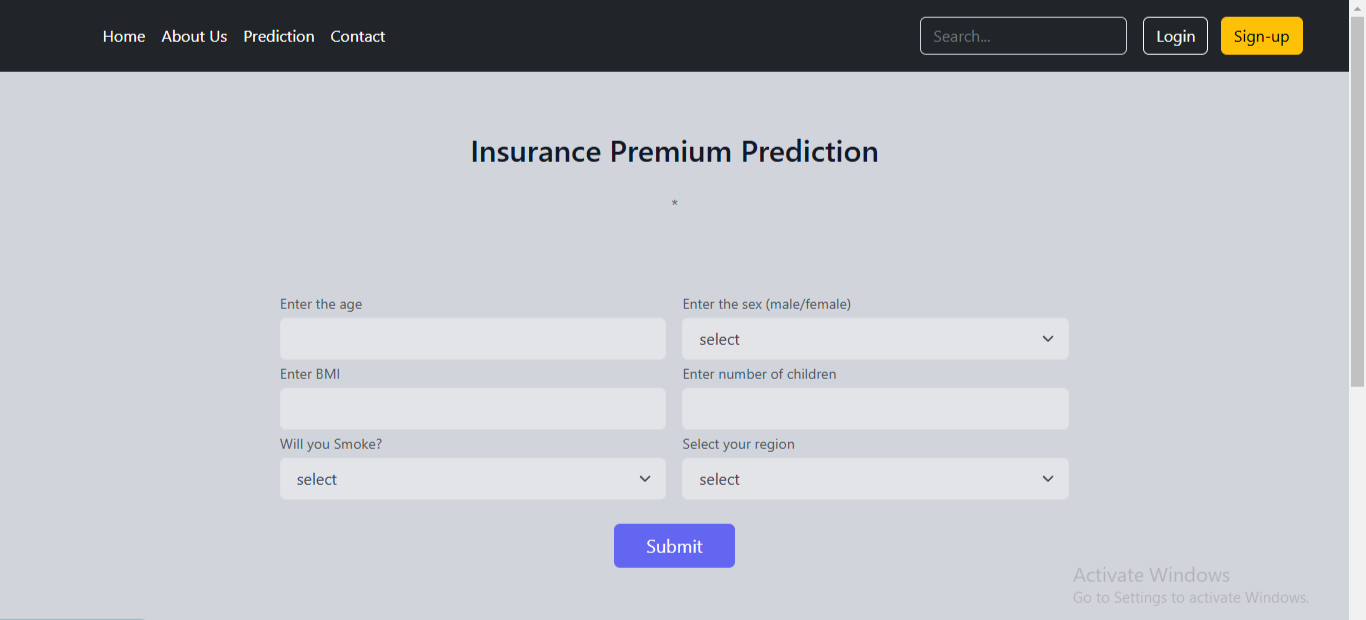 Home About Us Prediction Contact Search... Login Sign-up
Insurance Premium Prediction
*
Enter the age Enter the sex (male/female)
select
Enter BMI Enter number of children
Will you Smoke? Select your region
select select
Submit
Activate Windows
Go to Settings to activate Windows.